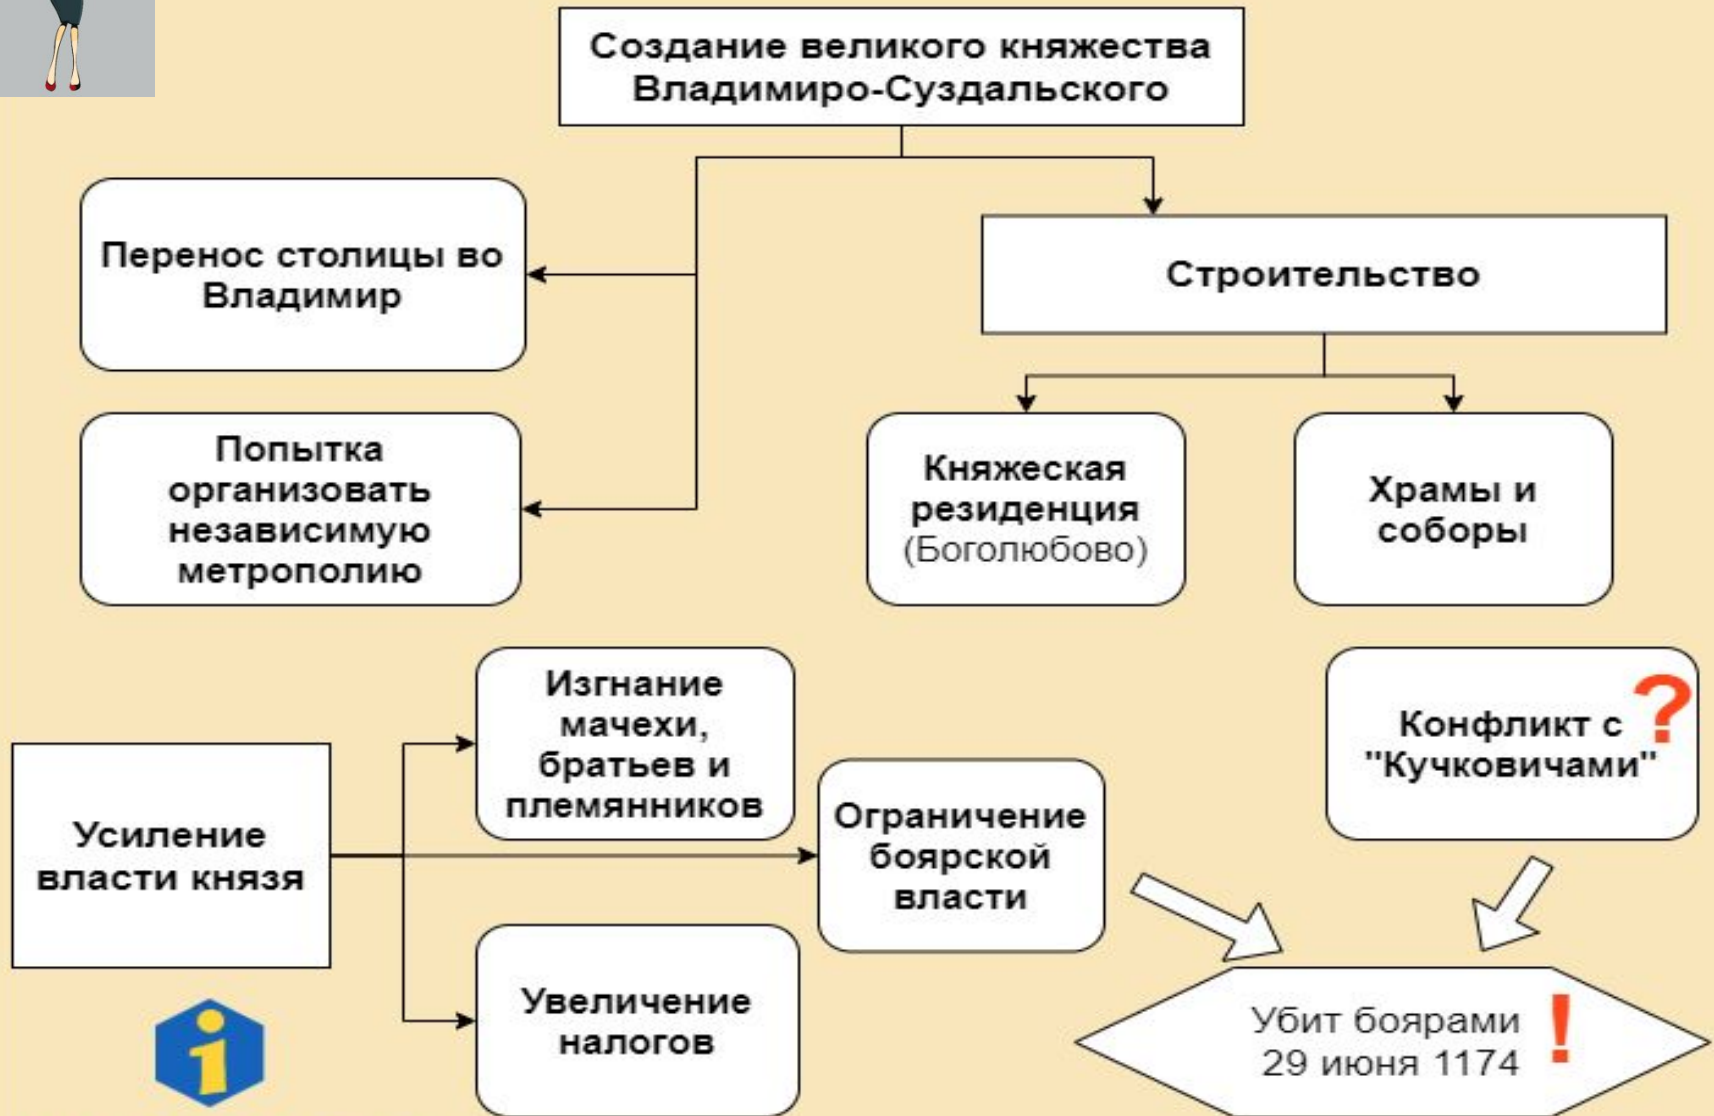 Создание великого княжества
Владимиро-Суздальского
Перенос столицы во
Владимир
Строительство
Попытка
организовать
независимую
метрополию
Княжеская
резиденция
(Боголюбово)
Храмы и
соборы
Изгнание
мачехи,
братьев и
племянников
Конфликт с ?
"Кучковичами"
Усиление
власти князя
Ограничение
боярской
власти
Увеличение
налогов
Убит боярами !
29 июня 1174
i